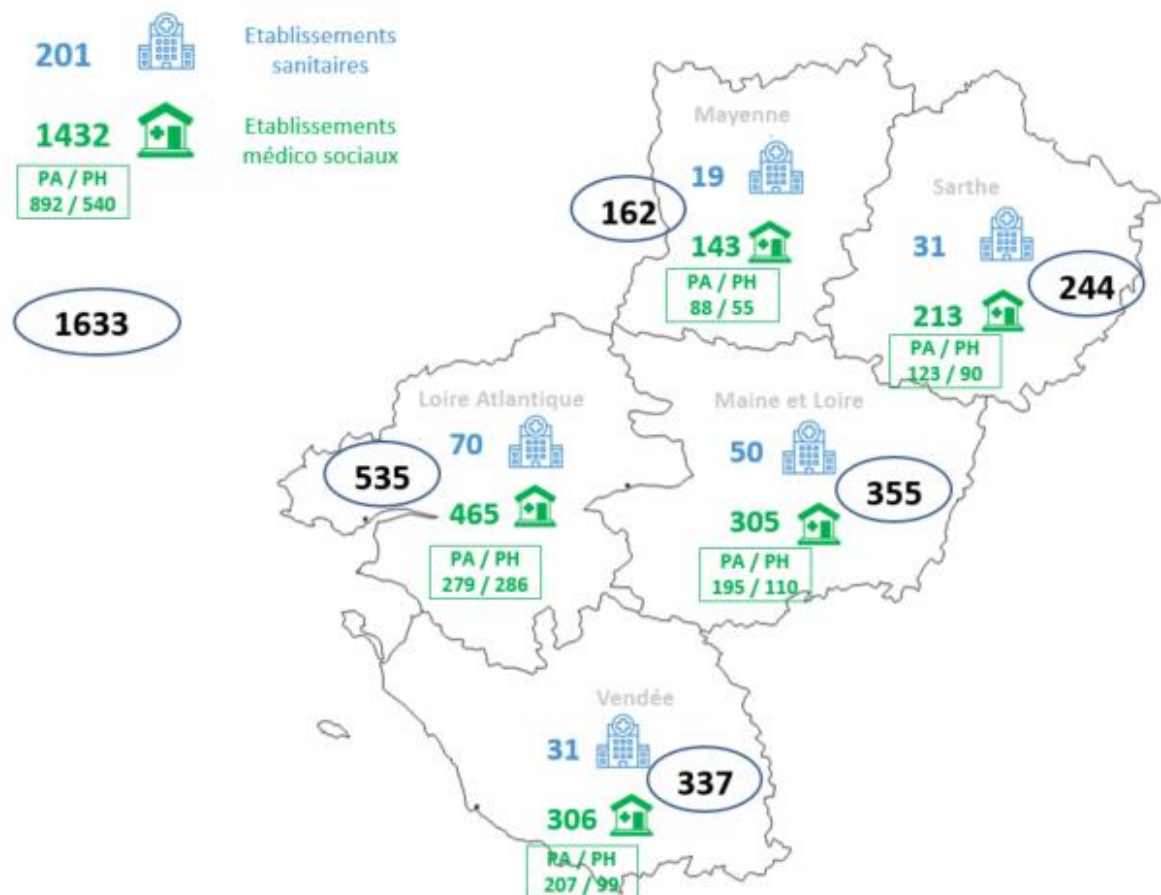 201
Etablissements
sanitaires
1432
Etablissements
médico sociaux
PA / PH
892 / 540
1633
Mayenne
19
162
143
PA / PH
88 / 55
Sarthe
31
244
213
PA / PH
123 / 90
Loire Atlantique
70
535
465
PA / PH
279 / 286
Maine et Loire
50
355
305
PA / PH
195 / 110
Vendée
31
337
306
PA / PH
207 / 99